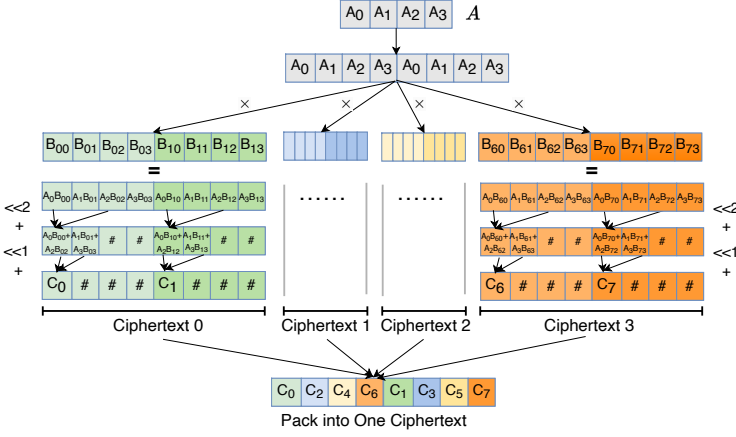 A0 A1 A2 A3 A
A0 A1 A2 A3 A0 A1 A2 A3
× × × ×
B00 B01 B02 B03 B10 B11 B12 B13 B60 B61 B62 B63 B70 B71 B72 B73
= =
A0B00 A1B01 A2B02 A3B03 A0B10 A1B11 A2B12 A3B13 ...... ...... A0B60 A1B61 A2B62 A3B63 A0B70 A1B71 A2B72 A3B73
<<2 <<2
+ +
A0B00+ A1B01+ # # A0B10+ A1B11+ # # A0B60+ A1B61+ # # A0B70+ A1B71+ # #
A2B02 A3B03 A2B12 A3B13 A2B62 A3B63 A2B72 A3B73
<<1 <<1
+ +
C0 # # # C1 # # # C6 # # # C7 # # #
Ciphertext 0 Ciphertext 1 Ciphertext 2 Ciphertext 3
C0 C2 C4 C6 C1 C3 C5 C7
Pack into One Ciphertext